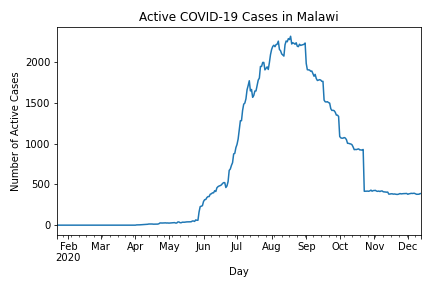 Active COVID-19 Cases in Malawi
Number of Active Cases
2000
1500
1000
500
0
Feb Mar Apr May Jun Jul Aug Sep Oct Nov Dec
2020
Day